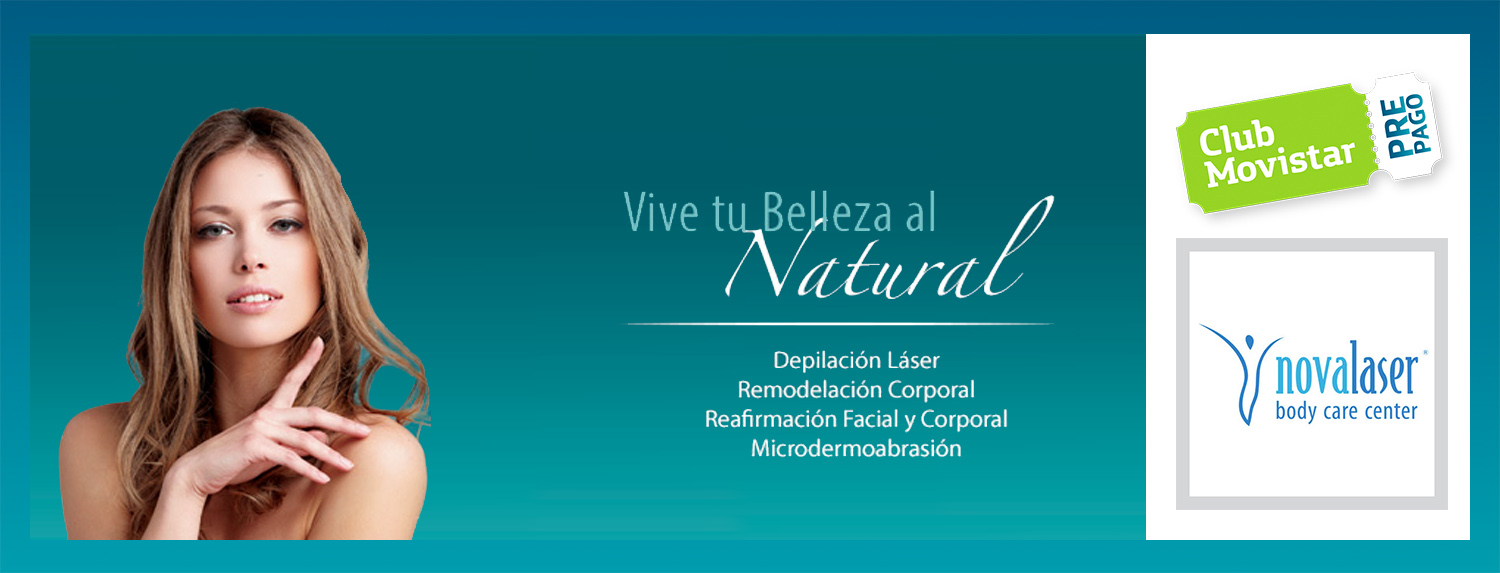 Vive tu Belleza al
Natural
Depilación Láser
Remodelación Corporal
Reafirmación Facial y Corporal
Microdermoabrasión
Club
Movistar
PRE
PAGO
novalaser®
body care center